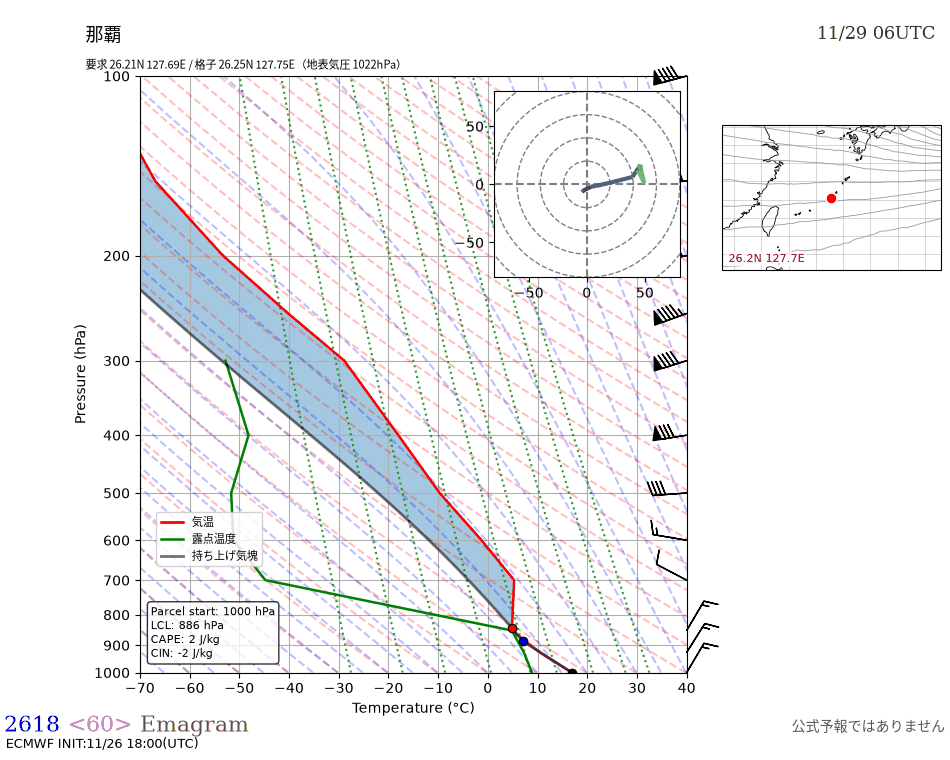 那覇
11/29 06UTC
要求 26.21N 127.69E / 格子 26.25N 127.75E（地表気圧 1022hPa）
100
200
300
400
500
600
700
800
900
1000
Pressure (hPa)
50
0
−50
−50 0 50
26.2N 127.7E
気温
露点温度
持ち上げ気塊
Parcel start: 1000 hPa
LCL: 886 hPa
CAPE: 2 J/kg
CIN: -2 J/kg
−70 −60 −50 −40 −30 −20 −10 0 10 20 30 40
Temperature (°C)
2618 <60> Emagram
公式予報ではありません
ECMWF INIT:11/26 18:00(UTC)